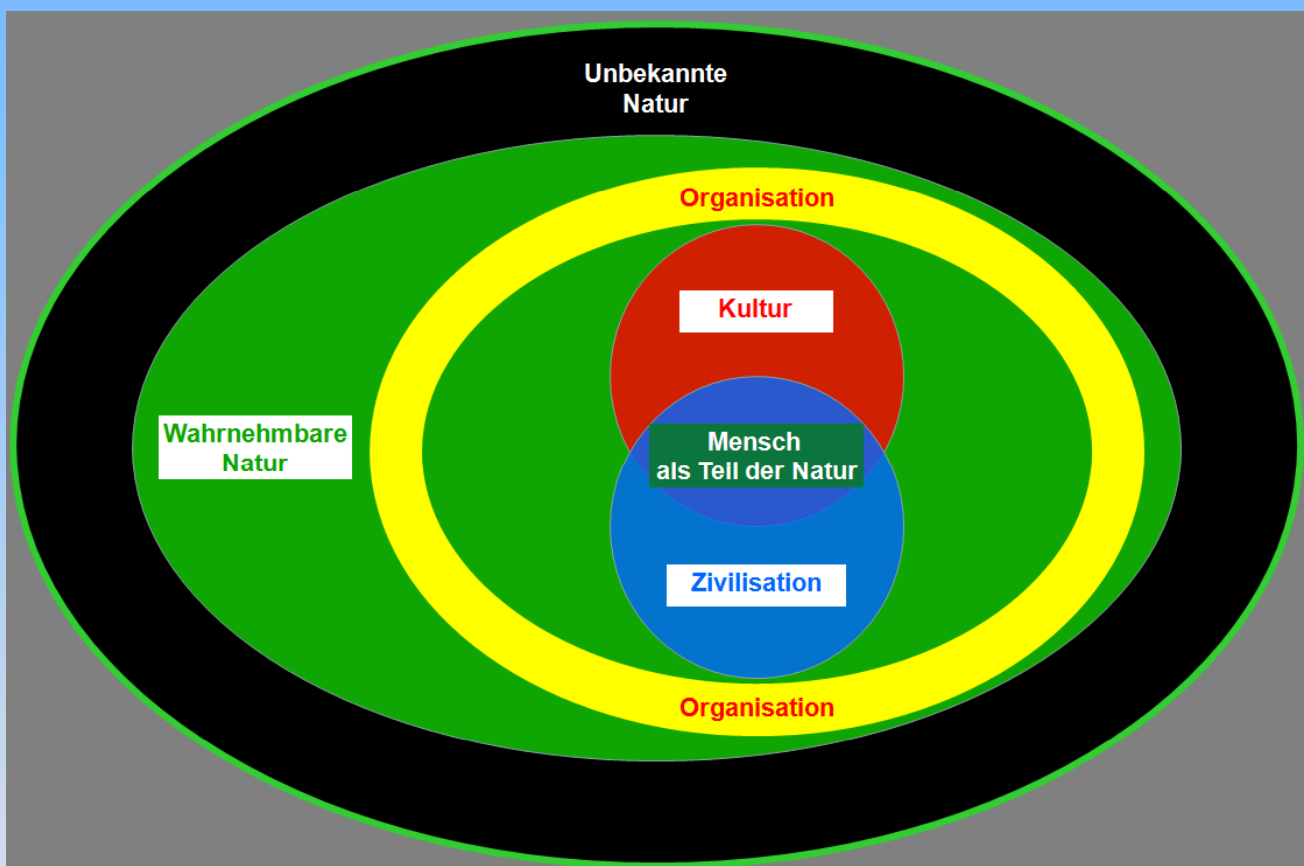 Unbekannte
Natur
Organisation
Kultur
Wahrnehmbare
Natur
Mensch
als Teil der Natur
Zivilisation
Organisation